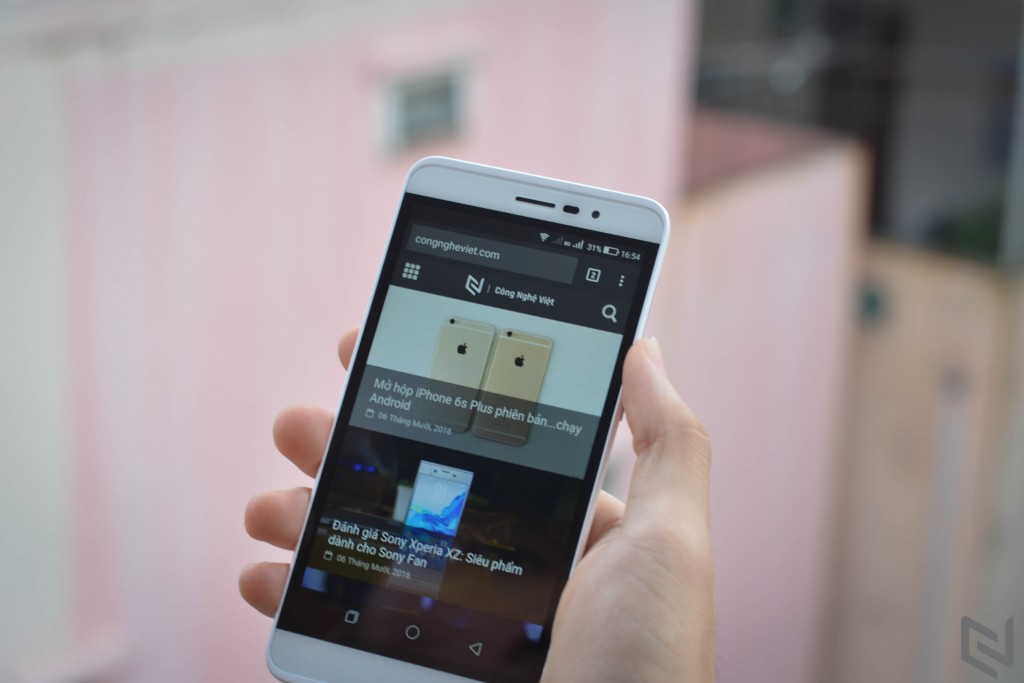 31% 16:54
congngheviet.com
2
Công Nghệ Việt
Mở hộp iPhone 6s Plus phiên bản...chạy
Android
06 Tháng Mười, 2016
Đánh giá Sony Xperia XZ: Siêu phẩm
dành cho Sony Fan
06 Tháng Mười, 2016